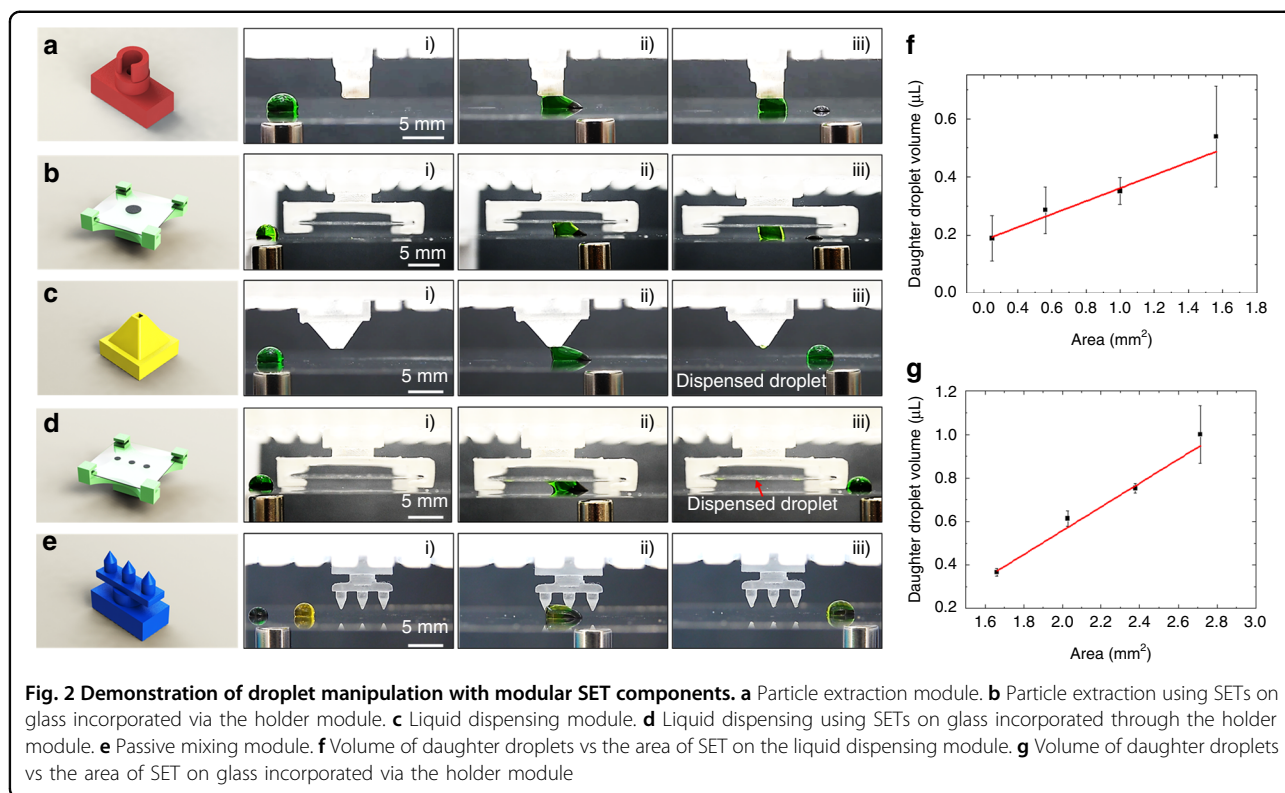 a
i)
ii)
iii)
5 mm
b
i)
ii)
iii)
5 mm
c
i)
ii)
iii)
5 mm
Dispensed droplet
d
i)
ii)
iii)
5 mm
Dispensed droplet
e
i)
ii)
iii)
5 mm
f
Daughter droplet volume (μL)
0.6
0.4
0.2
0.0
0.0 0.2 0.4 0.6 0.8 1.0 1.2 1.4 1.6 1.8
Area (mm²)
g
Daughter droplet volume (μL)
1.2
1.0
0.8
0.6
0.4
0.2
1.6 1.8 2.0 2.2 2.4 2.6 2.8 3.0
Area (mm²)
Fig. 2 Demonstration of droplet manipulation with modular SET components. a Particle extraction module. b Particle extraction using SETs on
glass incorporated via the holder module. c Liquid dispensing module. d Liquid dispensing using SETs on glass incorporated through the holder
module. e Passive mixing module. f Volume of daughter droplets vs the area of SET on the liquid dispensing module. g Volume of daughter droplets
vs the area of SET on glass incorporated via the holder module